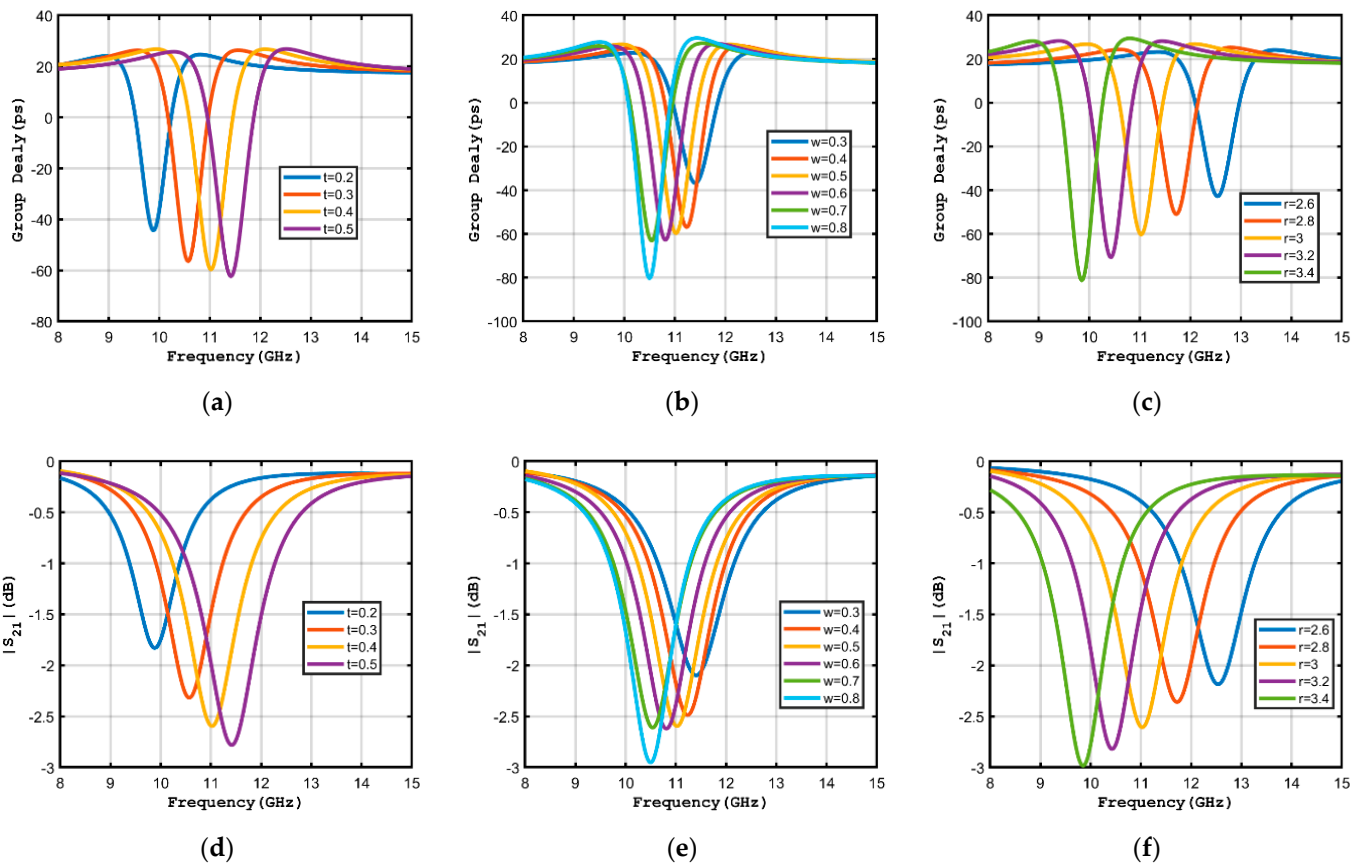 40
20
0
-20
-40
-60
-80
Group Dealy(ps)
8 9 10 11 12 13 14 15
Frequency(GHz)
t=0.2
t=0.3
t=0.4
t=0.5
(a)
40
20
0
-20
-40
-60
-80
-100
Group Dealy(ps)
8 9 10 11 12 13 14 15
Frequency(GHz)
w=0.3
w=0.4
w=0.5
w=0.6
w=0.7
w=0.8
(b)
40
20
0
-20
-40
-60
-80
-100
Group Dealy(ps)
8 9 10 11 12 13 14 15
Frequency(GHz)
r=2.6
r=2.8
r=3
r=3.2
r=3.4
(c)
0
-0.5
-1
-1.5
-2
-2.5
-3
|S21|(dB)
8 9 10 11 12 13 14 15
Frequency(GHz)
t=0.2
t=0.3
t=0.4
t=0.5
(d)
0
-0.5
-1
-1.5
-2
-2.5
-3
|S21|(dB)
8 9 10 11 12 13 14 15
Frequency(GHz)
w=0.3
w=0.4
w=0.5
w=0.6
w=0.7
w=0.8
(e)
0
-0.5
-1
-1.5
-2
-2.5
-3
|S21|(dB)
8 9 10 11 12 13 14 15
Frequency(GHz)
r=2.6
r=2.8
r=3
r=3.2
r=3.4
(f)